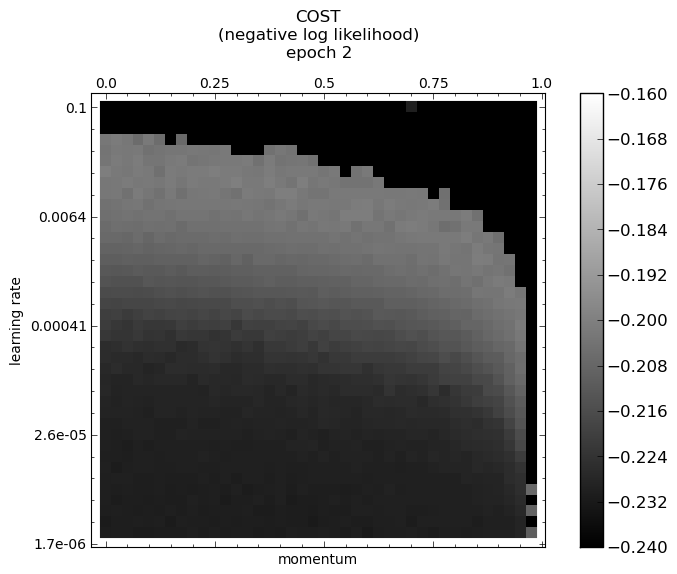 COST
(negative log likelihood)
epoch 2
0.0 0.25 0.5 0.75 1.0
0.1
0.0064
0.00041
2.6e-05
1.7e-06
learning rate
momentum
−0.160
−0.168
−0.176
−0.184
−0.192
−0.200
−0.208
−0.216
−0.224
−0.232
−0.240